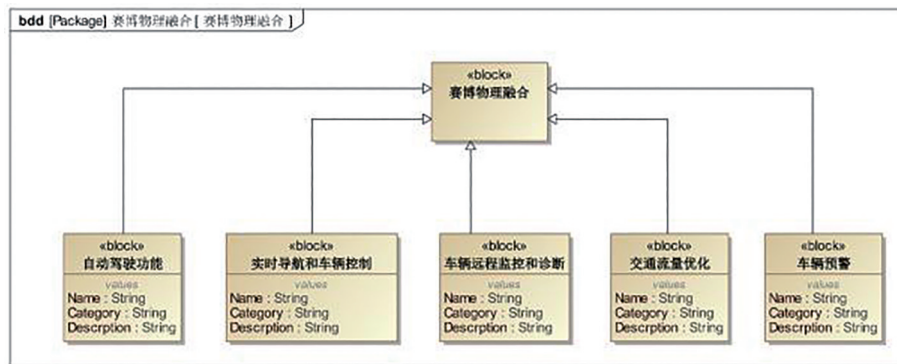 bdd [Package] 赛博物理融合 [ 赛博物理融合 ]
«block»
赛博物理融合
«block»
自动驾驶功能
values
Name : String
Category : String
Descrption : String
«block»
实时导航和车辆控制
values
Name : String
Category : String
Descrption : String
«block»
车辆远程监控和诊断
values
Name : String
Category : String
Descrption : String
«block»
交通流量优化
values
Name : String
Category : String
Descrption : String
«block»
车辆预警
values
Name : String
Category : String
Descrption : String